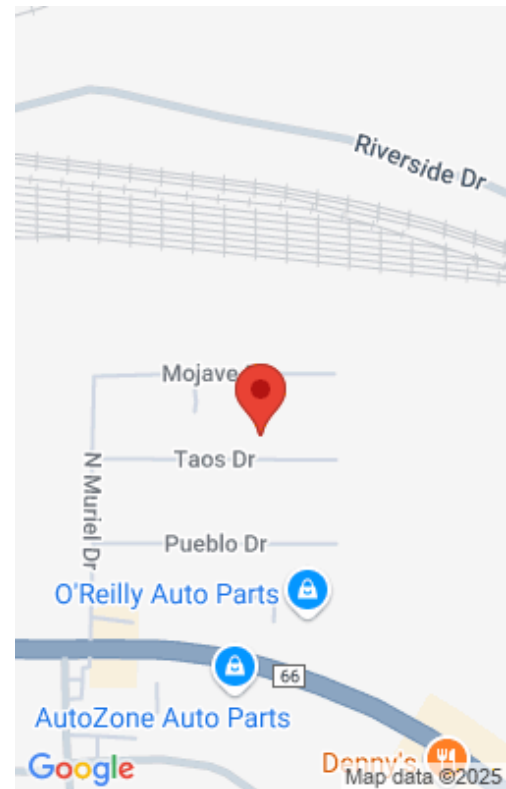 Riverside Dr
Mojave
Taos Dr
N Muriel Dr
Pueblo Dr
O'Reilly Auto Parts
66
AutoZone Auto Parts
Denny's
Google
Map data ©2025